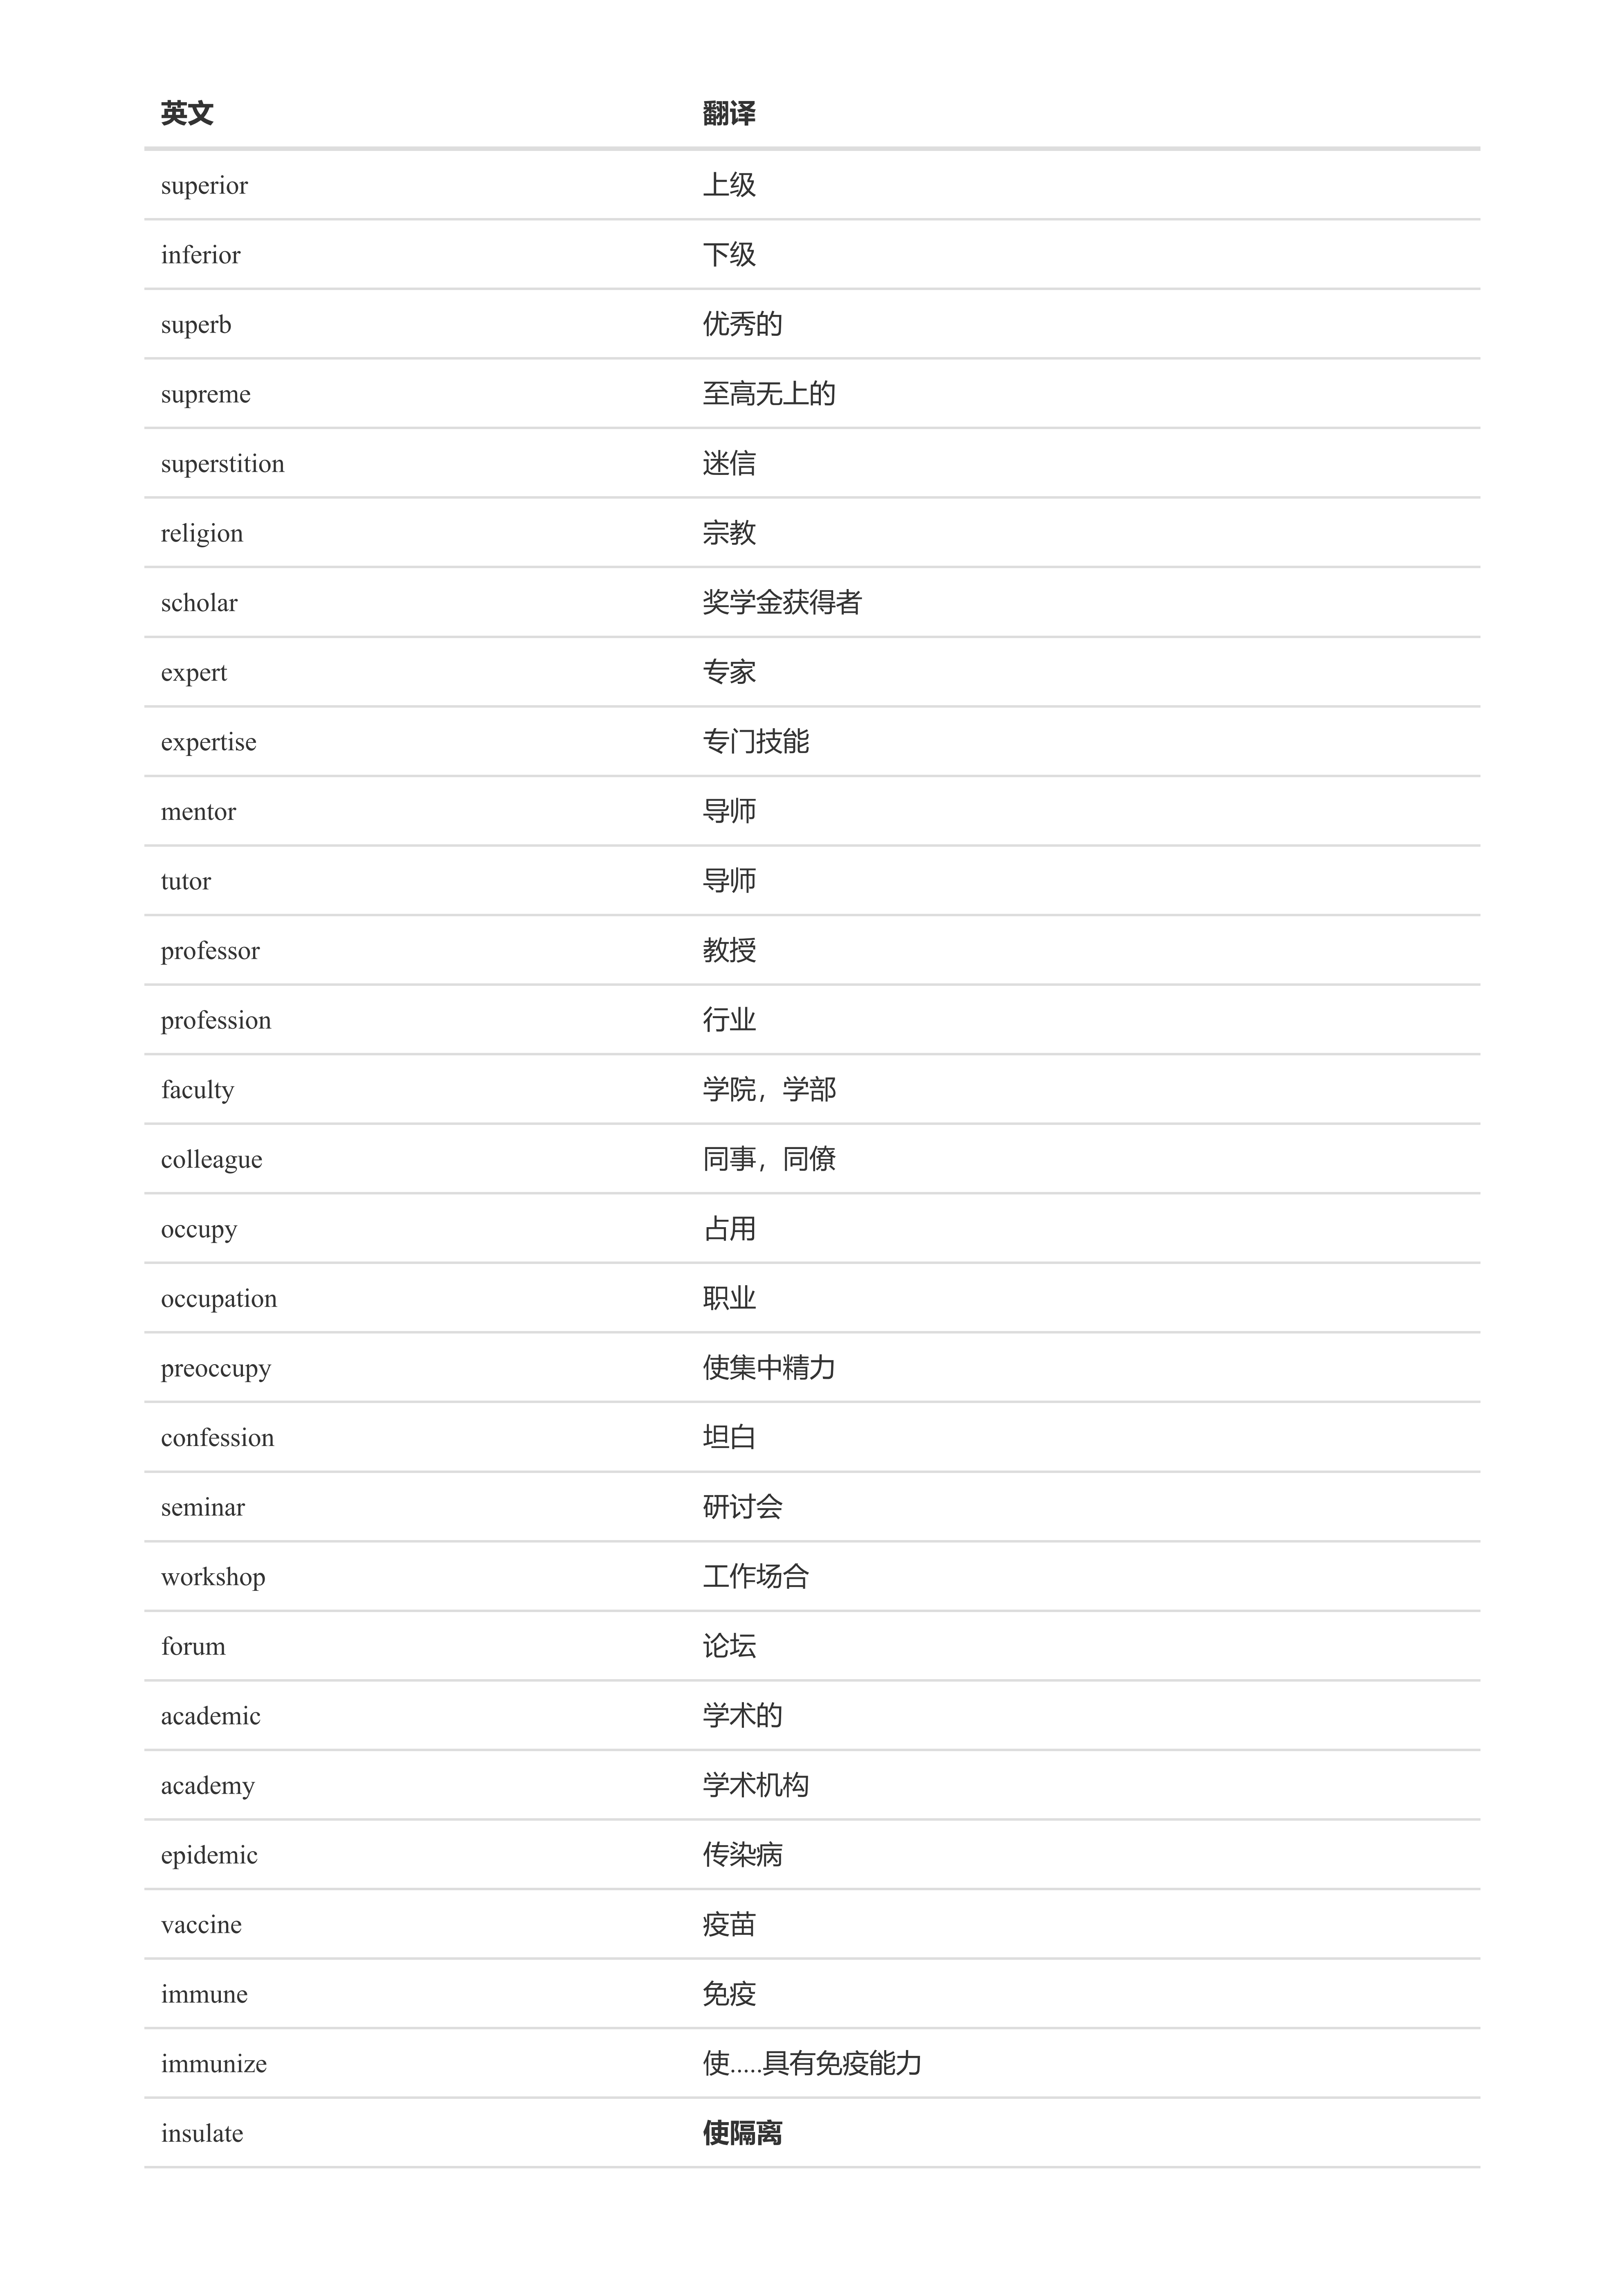 英文 翻译
superior 上级
inferior 下级
superb 优秀的
supreme 至高无上的
superstition 迷信
religion 宗教
scholar 奖学金获得者
expert 专家
expertise 专门技能
mentor 导师
tutor 导师
professor 教授
profession 行业
faculty 学院，学部
colleague 同事，同僚
occupy 占用
occupation 职业
preoccupy 使集中精力
confession 坦白
seminar 研讨会
workshop 工作场合
forum 论坛
academic 学术的
academy 学术机构
epidemic 传染病
vaccine 疫苗
immune 免疫
immunize 使.....具有免疫能力
insulate 使隔离